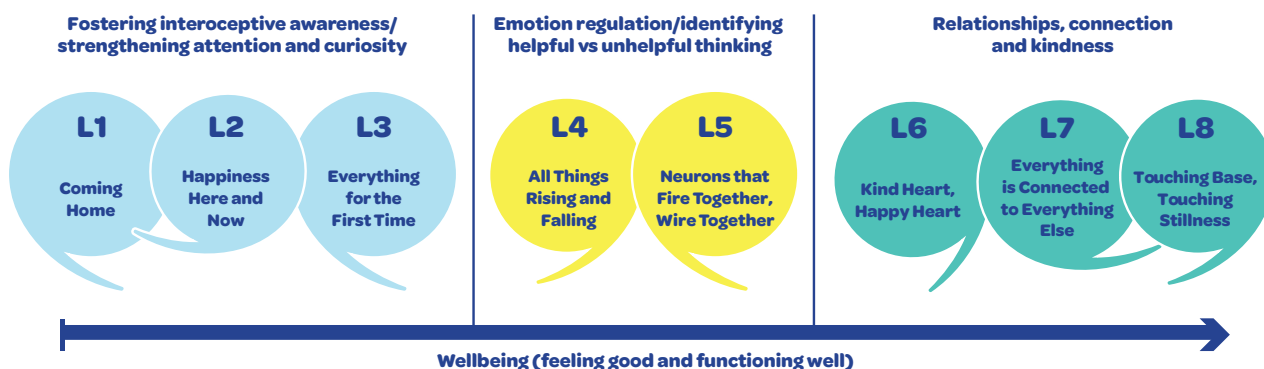 Fostering interoceptive awareness/
strengthening attention and curiosity
Emotion regulation/identifying
helpful vs unhelpful thinking
Relationships, connection
and kindness
L1
Coming
Home
L2
Happiness
Here and
Now
L3
Everything
for the
First Time
L4
All Things
Rising and
Falling
L5
Neurons that
Fire Together,
Wire Together
L6
Kind Heart,
Happy Heart
L7
Everything
is Connected
to Everything
Else
L8
Touching Base,
Touching
Stillness
Wellbeing (feeling good and functioning well)